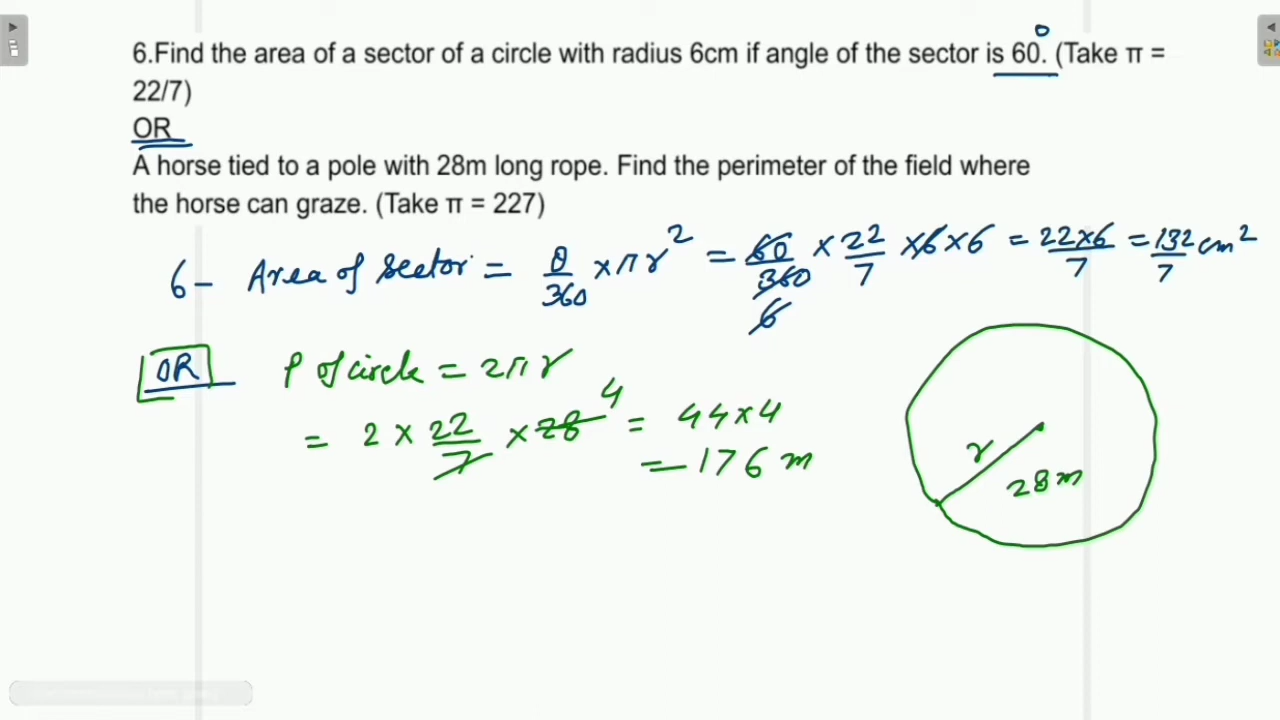 6.Find the area of a sector of a circle with radius 6cm if angle of the sector is 60°. (Take π =
22/7)
OR
A horse tied to a pole with 28m long rope. Find the perimeter of the field where
the horse can graze. (Take π = 227)
6- Area of sector = θ/360 × πr² = 60/360 × 22/7 × 6 × 6 = 22×6/7 = 132/7 cm²
6
OR P of circle = 2πr
= 2 × 22/7 × 28 4 = 44×4
= 176 m
r
28m